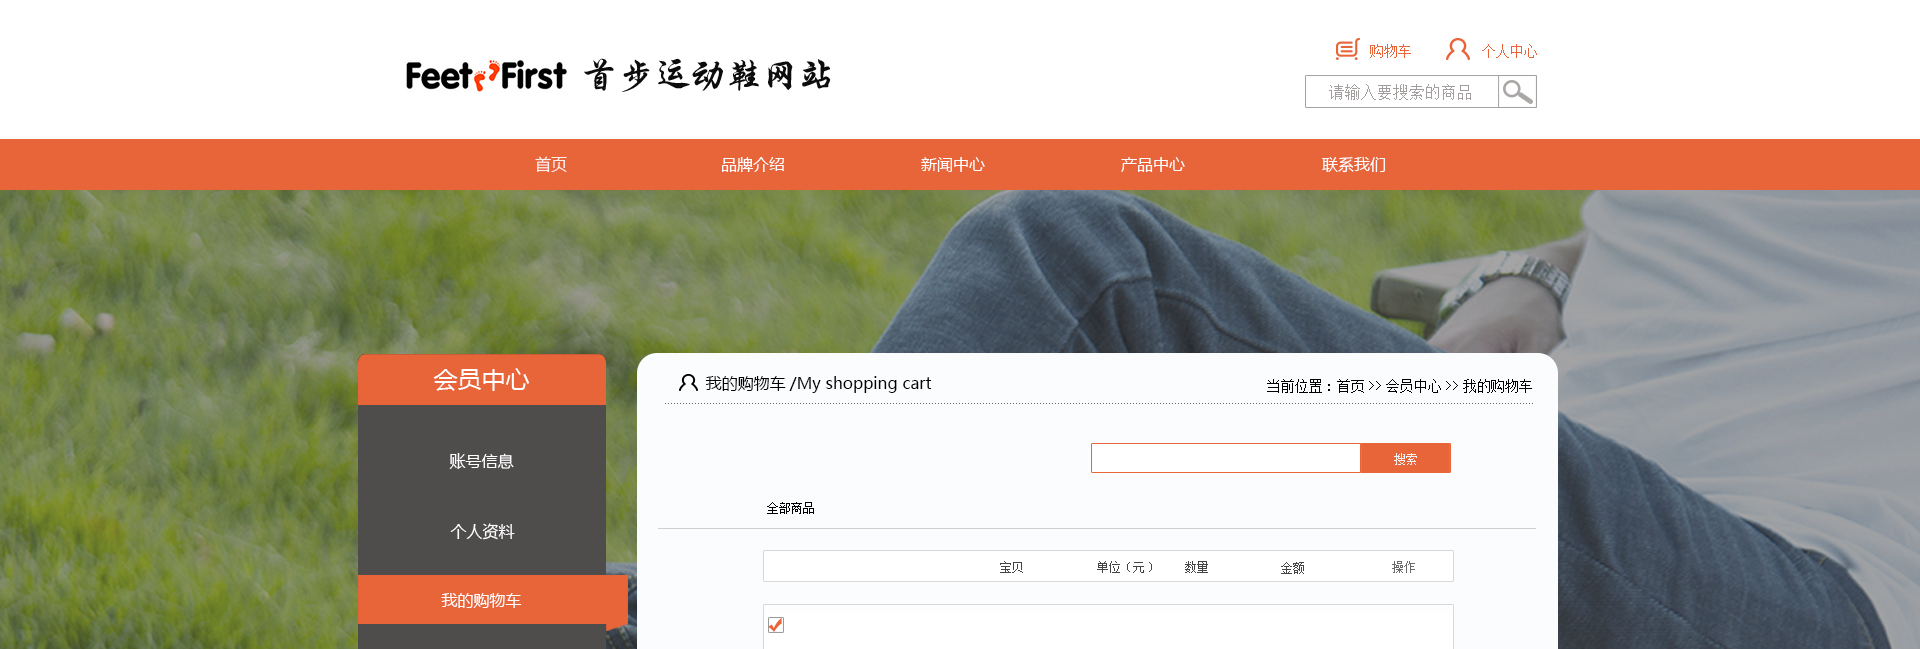 购物车 个人中心
Feet First 首步运动鞋网站
请输入要搜索的商品
首页 品牌介绍 新闻中心 产品中心 联系我们
会员中心
我的购物车 /My shopping cart
当前位置：首页 >> 会员中心 >> 我的购物车
账号信息
搜索
全部商品
个人资料
宝贝 单位（元） 数量 金额 操作
我的购物车